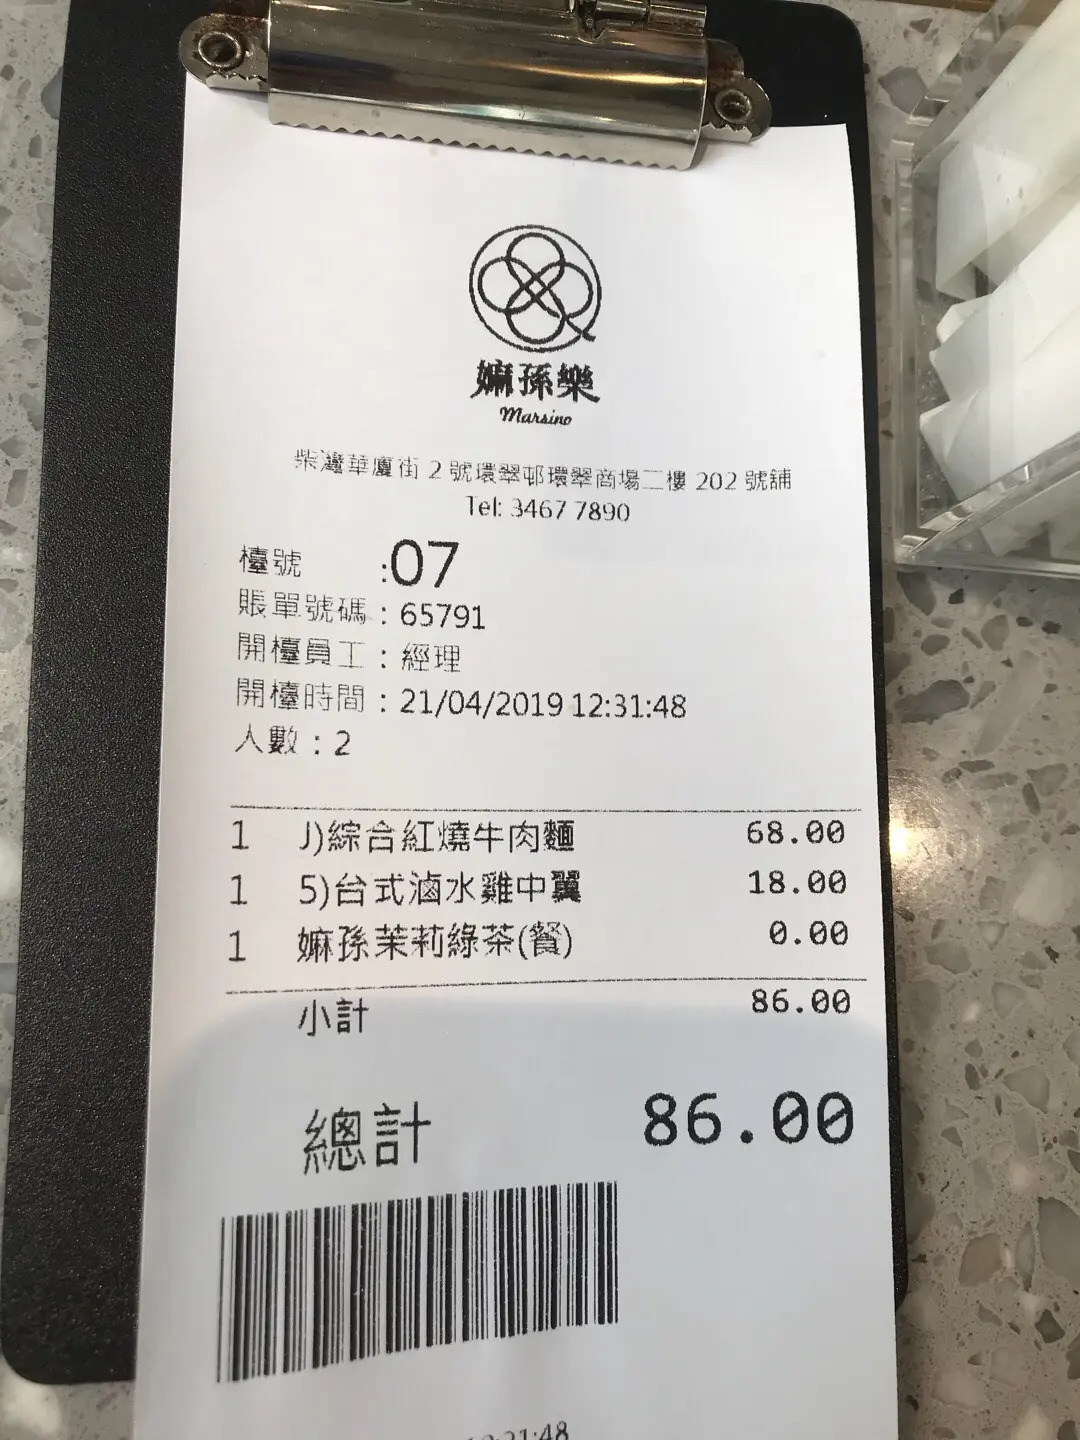 嫲孫樂
Marsino
柴灣華廈街 2 號環翠邨環翠商場二樓 202 號舖
Tel: 3467 7890
檯號 :07
賬單號碼 : 65791
開檯員工 : 經理
開檯時間 : 21/04/2019 12:31:48
人數 : 2
1 J)綜合紅燒牛肉麵 68.00
1 5)台式滷水雞中翼 18.00
1 嫲孫茉莉綠茶(餐) 0.00
小計 86.00
總計 86.00